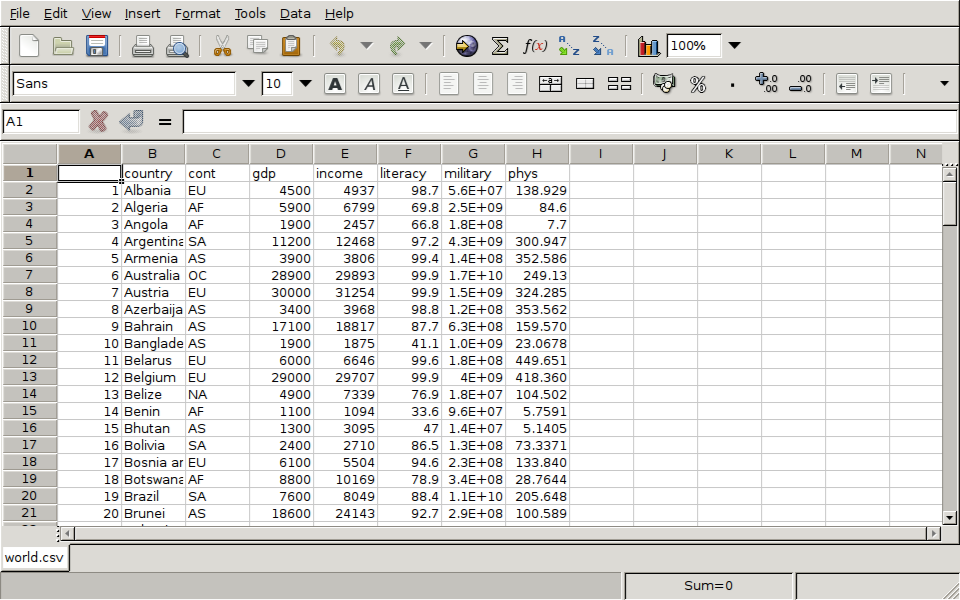 File Edit View Insert Format Tools Data Help
f(x) A Z Z A 100%
Sans 10 A A A % . .0 .00 .00 .0
A1 =
A B C D E F G H I J K L M N
1 country cont gdp income literacy military phys
2 1 Albania EU 4500 4937 98.7 5.6E+07 138.929
3 2 Algeria AF 5900 6799 69.8 2.5E+09 84.6
4 3 Angola AF 1900 2457 66.8 1.8E+08 7.7
5 4 Argentina SA 11200 12468 97.2 4.3E+09 300.947
6 5 Armenia AS 3900 3806 99.4 1.4E+08 352.586
7 6 Australia OC 28900 29893 99.9 1.7E+10 249.13
8 7 Austria EU 30000 31254 99.9 1.5E+09 324.285
9 8 Azerbaija AS 3400 3968 98.8 1.2E+08 353.562
10 9 Bahrain AS 17100 18817 87.7 6.3E+08 159.570
11 10 Banglade AS 1900 1875 41.1 1.0E+09 23.0678
12 11 Belarus EU 6000 6646 99.6 1.8E+08 449.651
13 12 Belgium EU 29000 29707 99.9 4E+09 418.360
14 13 Belize NA 4900 7339 76.9 1.8E+07 104.502
15 14 Benin AF 1100 1094 33.6 9.6E+07 5.7591
16 15 Bhutan AS 1300 3095 47 1.4E+07 5.1405
17 16 Bolivia SA 2400 2710 86.5 1.3E+08 73.3371
18 17 Bosnia ar EU 6100 5504 94.6 2.3E+08 133.840
19 18 Botswana AF 8800 10169 78.9 3.4E+08 28.7644
20 19 Brazil SA 7600 8049 88.4 1.1E+10 205.648
21 20 Brunei AS 18600 24143 92.7 2.9E+08 100.589
world.csv
Sum=0